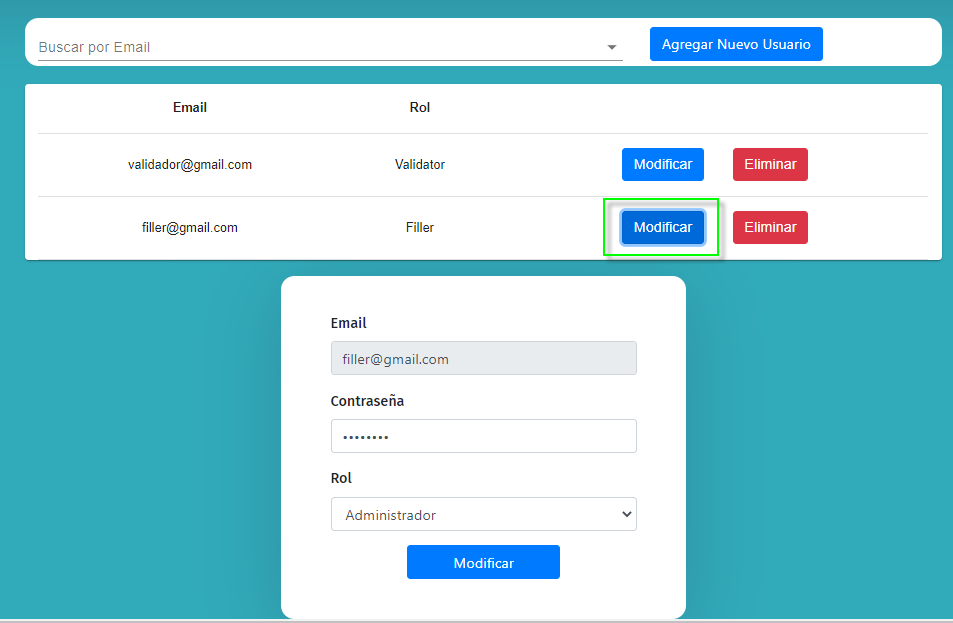 Buscar por Email
Agregar Nuevo Usuario
Email Rol
validador@gmail.com Validator Modificar Eliminar
filler@gmail.com Filler Modificar Eliminar
Email
filler@gmail.com
Contraseña
••••••••
Rol
Administrador
Modificar